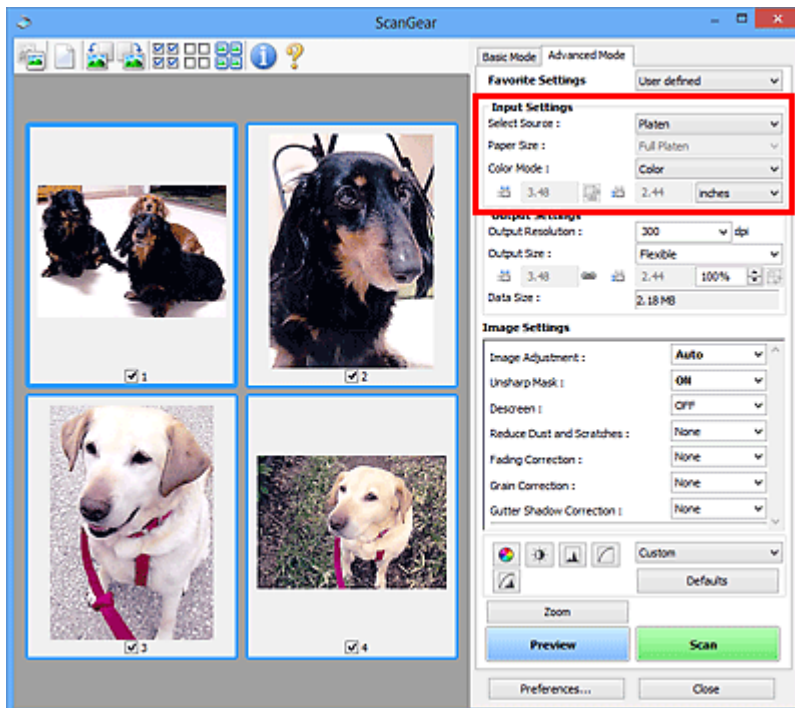 ScanGear
Basic Mode Advanced Mode
Favorite Settings User defined
Input Settings
Select Source : Platen
Paper Size : Full Platen
Color Mode : Color
3.48 2.44 inches
Output Settings
Output Resolution : 300 dpi
Output Size : Flexible
3.48 2.44 100%
Data Size : 2.18 MB
Image Settings
Image Adjustment : Auto
Unsharp Mask : ON
Descreen : OFF
Reduce Dust and Scratches : None
Fading Correction : None
Grain Correction : None
Gutter Shadow Correction : None
Custom
Defaults
Zoom
Preview Scan
Preferences... Close
1
2
3
4